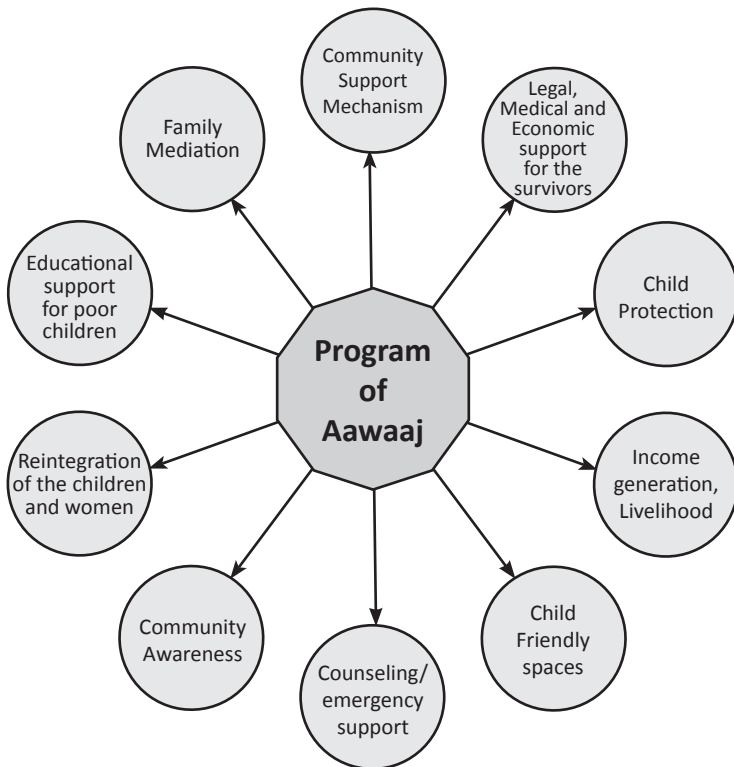 Community
Support
Mechanism
Legal,
Medical and
Economic
support
for the
survivors
Child
Protection
Income
generation,
Livelihood
Child
Friendly
spaces
Counseling/
emergency
support
Community
Awareness
Reintegration
of the children
and women
Educational
support
for poor
children
Family
Mediation
Program
of
Aawaaj